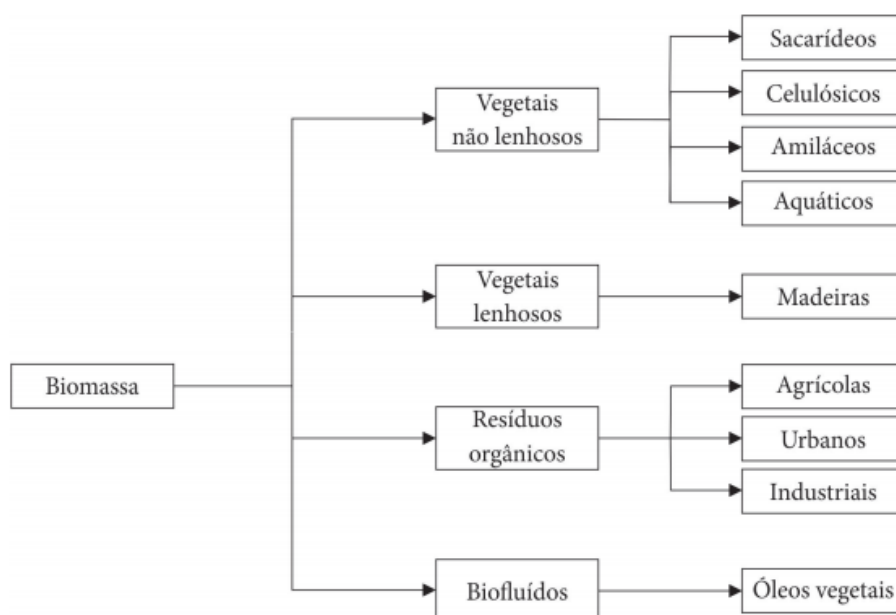 Sacarídeos
Vegetais
não lenhosos
Celulósicos
Amiláceos
Aquáticos
Vegetais
lenhosos
Madeiras
Biomassa
Resíduos
orgânicos
Agrícolas
Urbanos
Industriais
Biofluídos
Óleos vegetais